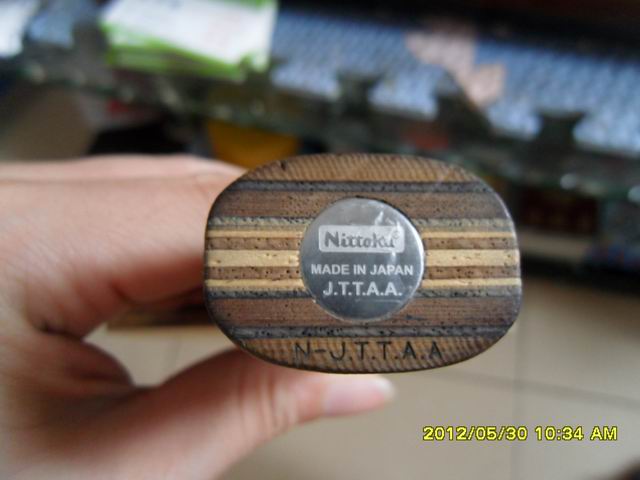 Nittaku
MADE IN JAPAN
J.T.T.A.A.
N-J.T.T.A.A
2012/05/30 10:34 AM